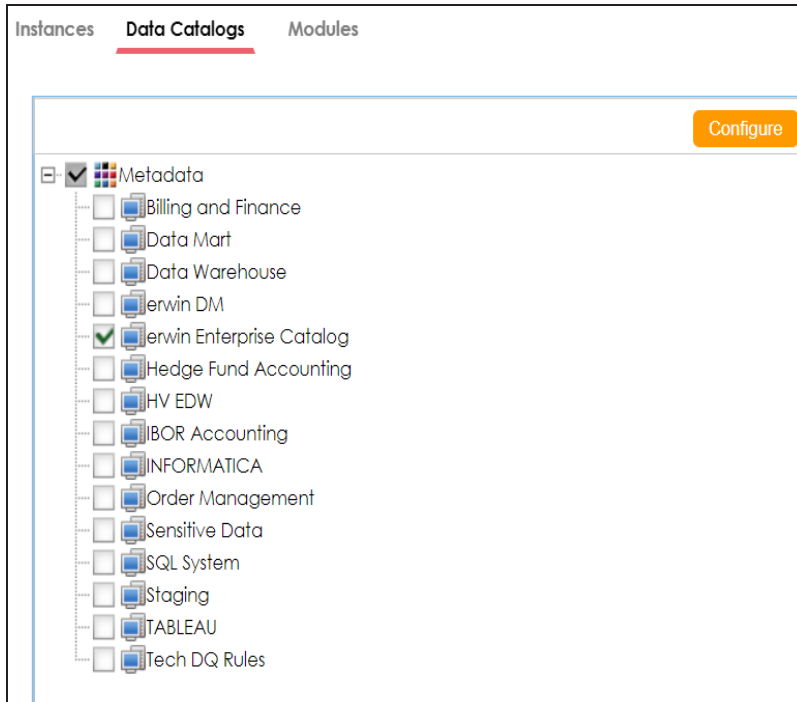 Instances Data Catalogs Modules
Configure
Metadata
Billing and Finance
Data Mart
Data Warehouse
erwin DM
erwin Enterprise Catalog
Hedge Fund Accounting
HV EDW
IBOR Accounting
INFORMATICA
Order Management
Sensitive Data
SQL System
Staging
TABLEAU
Tech DQ Rules